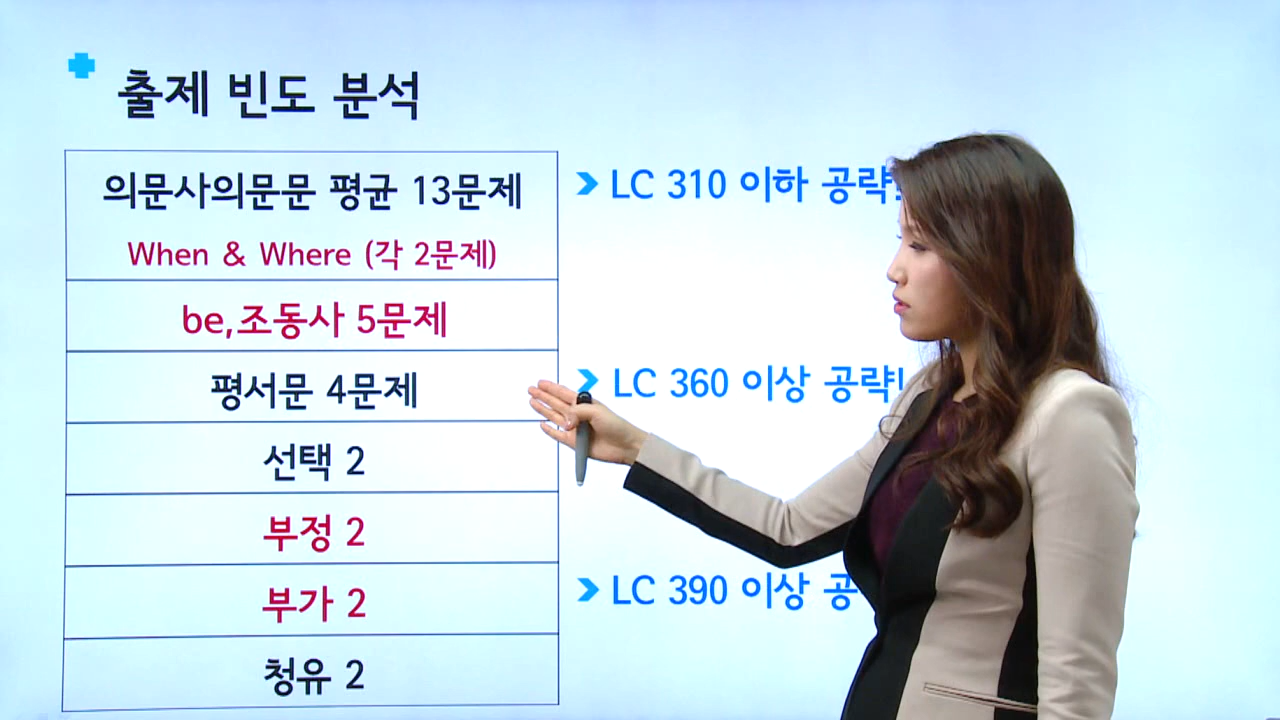 출제 빈도 분석
의문사의문문 평균 13문제
When & Where (각 2문제)
be,조동사 5문제
평서문 4문제
선택 2
부정 2
부가 2
청유 2
LC 310 이하 공략!
LC 360 이상 공략!
LC 390 이상 공